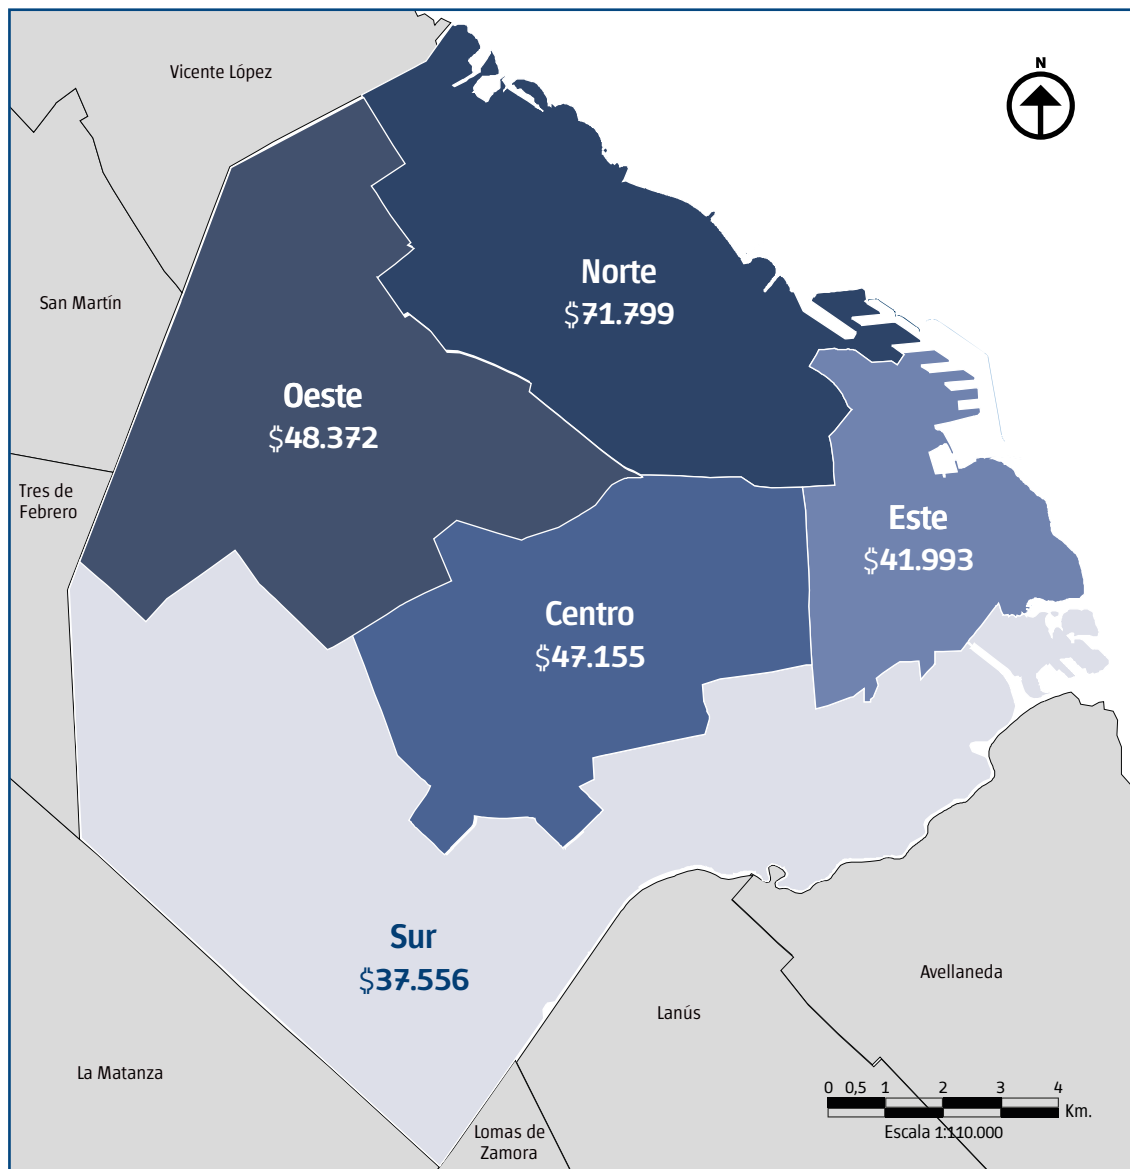 N
Vicente López
Norte
$71.799
San Martín
Oeste
$48.372
Tres de
Febrero
Este
$41.993
Centro
$47.155
Sur
$37.556
Avellaneda
Lanús
La Matanza
0 0,5 1 2 3 4
Km.
Escala 1:110.000
Lomas de
Zamora